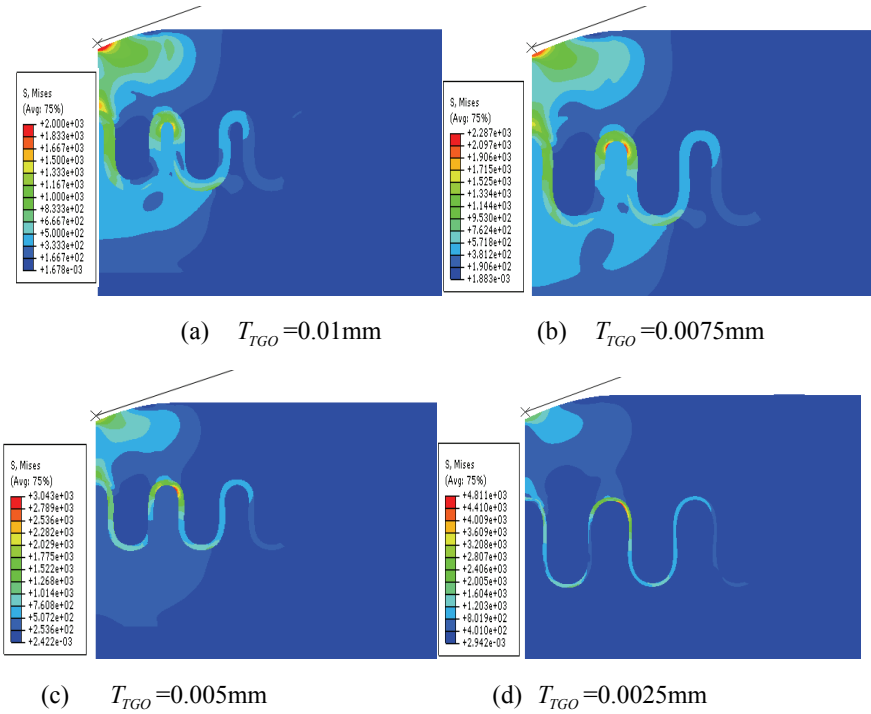 S, Mises
(Avg: 75%)
+2.000e+03
+1.833e+03
+1.667e+03
+1.500e+03
+1.333e+03
+1.167e+03
+1.000e+03
+8.333e+02
+6.667e+02
+5.000e+02
+3.333e+02
+1.667e+02
+1.678e-03
(a) T_TGO =0.01mm
S, Mises
(Avg: 75%)
+2.287e+03
+2.097e+03
+1.906e+03
+1.715e+03
+1.525e+03
+1.334e+03
+1.144e+03
+9.530e+02
+7.624e+02
+5.718e+02
+3.812e+02
+1.906e+02
+1.883e-03
(b) T_TGO =0.0075mm
S, Mises
(Avg: 75%)
+3.043e+03
+2.789e+03
+2.536e+03
+2.282e+03
+2.029e+03
+1.775e+03
+1.522e+03
+1.268e+03
+1.014e+03
+7.608e+02
+5.072e+02
+2.536e+02
+2.422e-03
(c) T_TGO =0.005mm
S, Mises
(Avg: 75%)
+4.811e+03
+4.410e+03
+4.009e+03
+3.609e+03
+3.208e+03
+2.807e+03
+2.406e+03
+2.005e+03
+1.604e+03
+1.203e+03
+8.019e+02
+4.010e+02
+2.942e-03
(d) T_TGO =0.0025mm